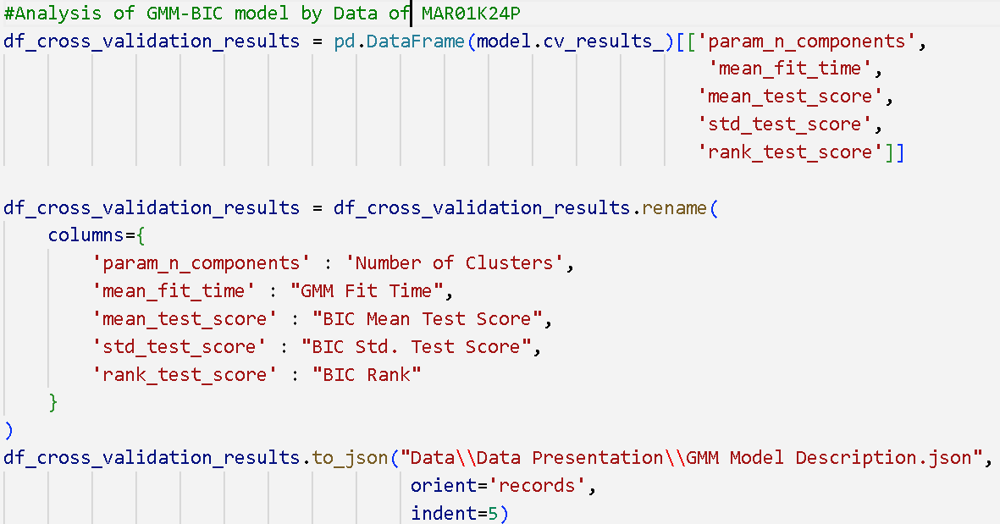 #Analysis of GMM-BIC model by Data of MAR01K24P
df_cross_validation_results = pd.DataFrame(model.cv_results_)[['param_n_components',
'mean_fit_time',
'mean_test_score',
'std_test_score',
'rank_test_score']]
df_cross_validation_results = df_cross_validation_results.rename(
columns={
'param_n_components' : 'Number of Clusters',
'mean_fit_time' : "GMM Fit Time",
'mean_test_score' : "BIC Mean Test Score",
'std_test_score' : "BIC Std. Test Score",
'rank_test_score' : "BIC Rank"
}
)
df_cross_validation_results.to_json("Data\\Data Presentation\\GMM Model Description.json",
orient='records',
indent=5)